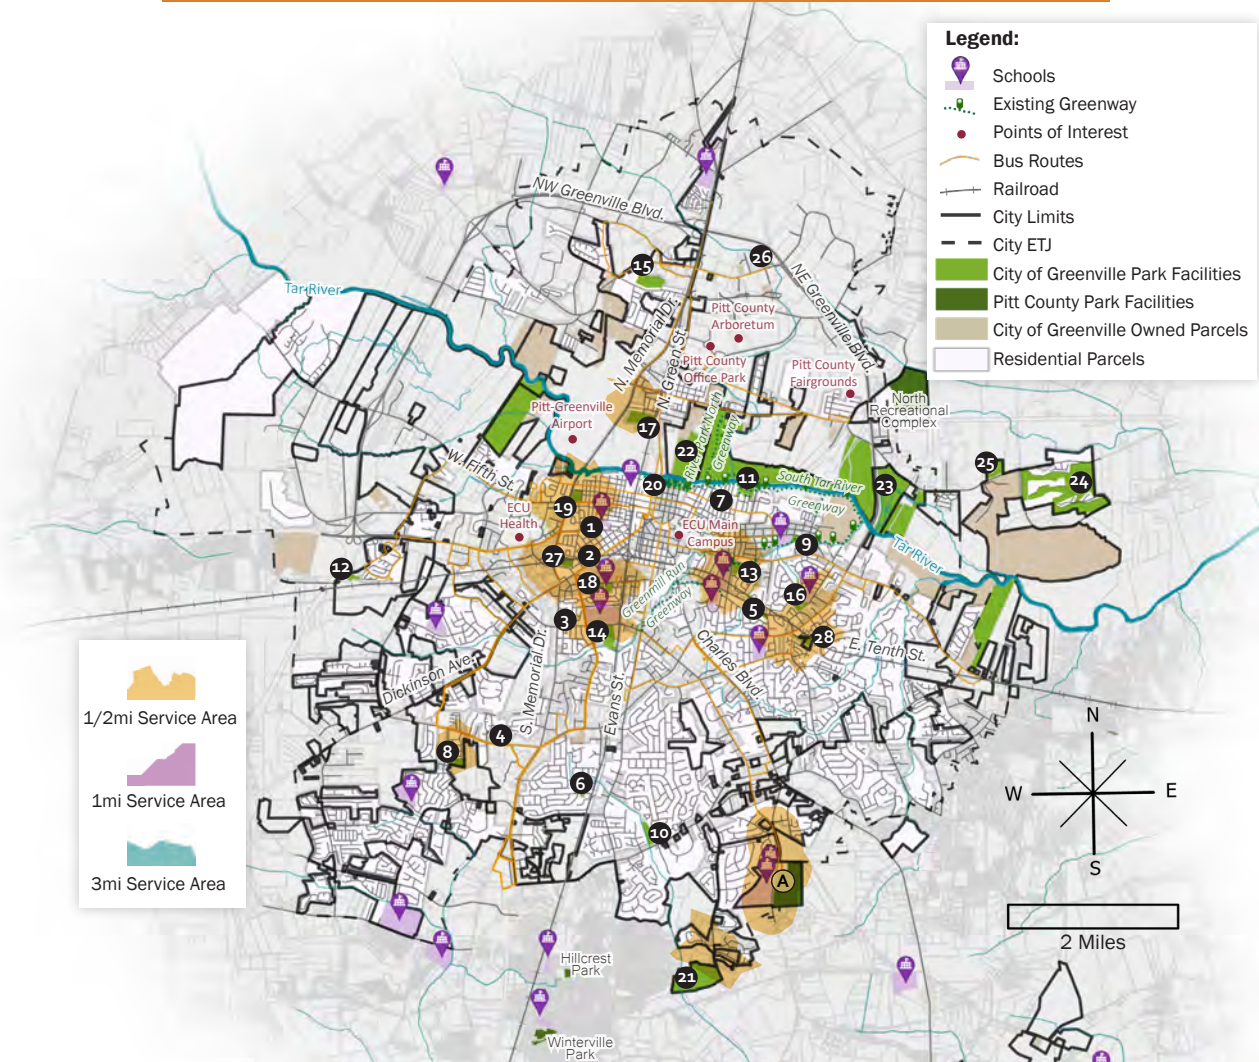 Legend:
Schools
Existing Greenway
Points of Interest
Bus Routes
Railroad
City Limits
City ETJ
City of Greenville Park Facilities
Pitt County Park Facilities
City of Greenville Owned Parcels
Residential Parcels
NW Greenville Blvd.
26
15
NE Greenville Blvd.
Tar River
Pitt County
Arboretum
N. Memorial Dr.
N. Green St.
Pitt County
Office Park
Pitt County
Fairgrounds
North
Recreational
Complex
Pitt-Greenville
Airport
17
River Park North
Greenway
22
W. Fifth St.
25
24
11
South Tar River
Greenway
23
20
7
19
ECU
Health
1
ECU Main
Campus
9
Tar River
27
2
12
13
18
Greenmill Run
Greenway
16
5
3
14
28
E. Tenth St.
Charles Blvd.
Dickinson Ave.
S. Memorial Dr.
Evans St.
1/2mi Service Area
1mi Service Area
3mi Service Area
4
8
6
10
A
N
W
E
S
2 Miles
21
Hillcrest
Park
Winterville
Park